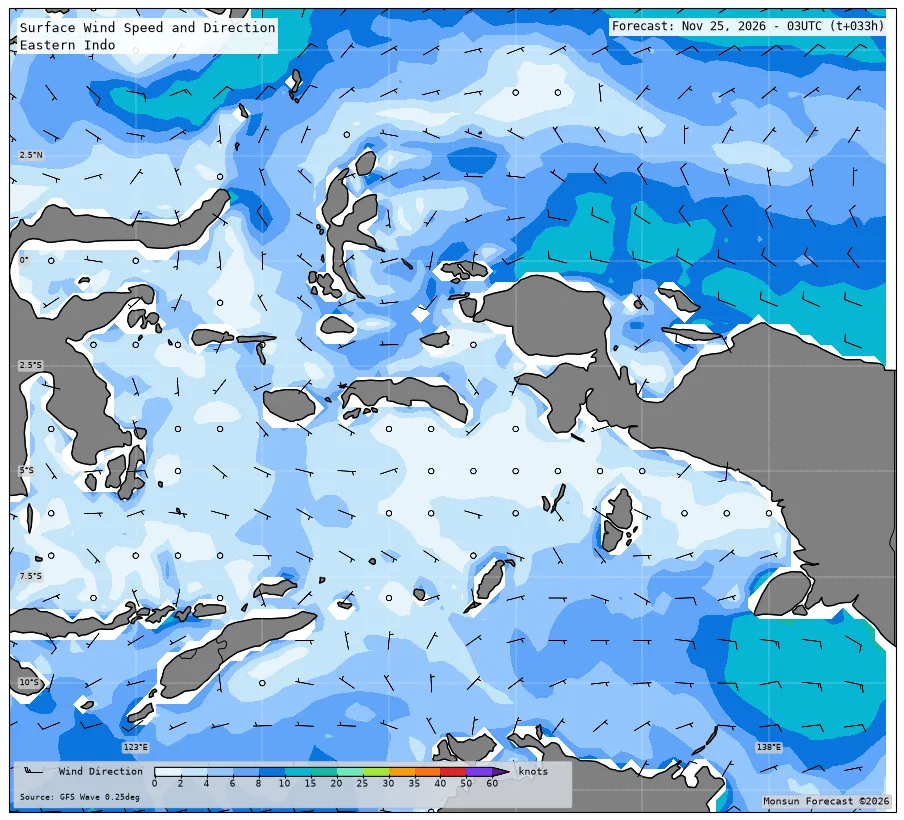 Surface Wind Speed and Direction
Eastern Indo
Forecast: Nov 25, 2026 - 03UTC (t+033h)
2.5°N
0°
2.5°S
5°S
7.5°S
10°S
123°E
138°E
Wind Direction
knots
0 2 4 6 8 10 15 20 25 30 35 40 50 60
Source: GFS Wave 0.25deg
Monsun Forecast ©2026